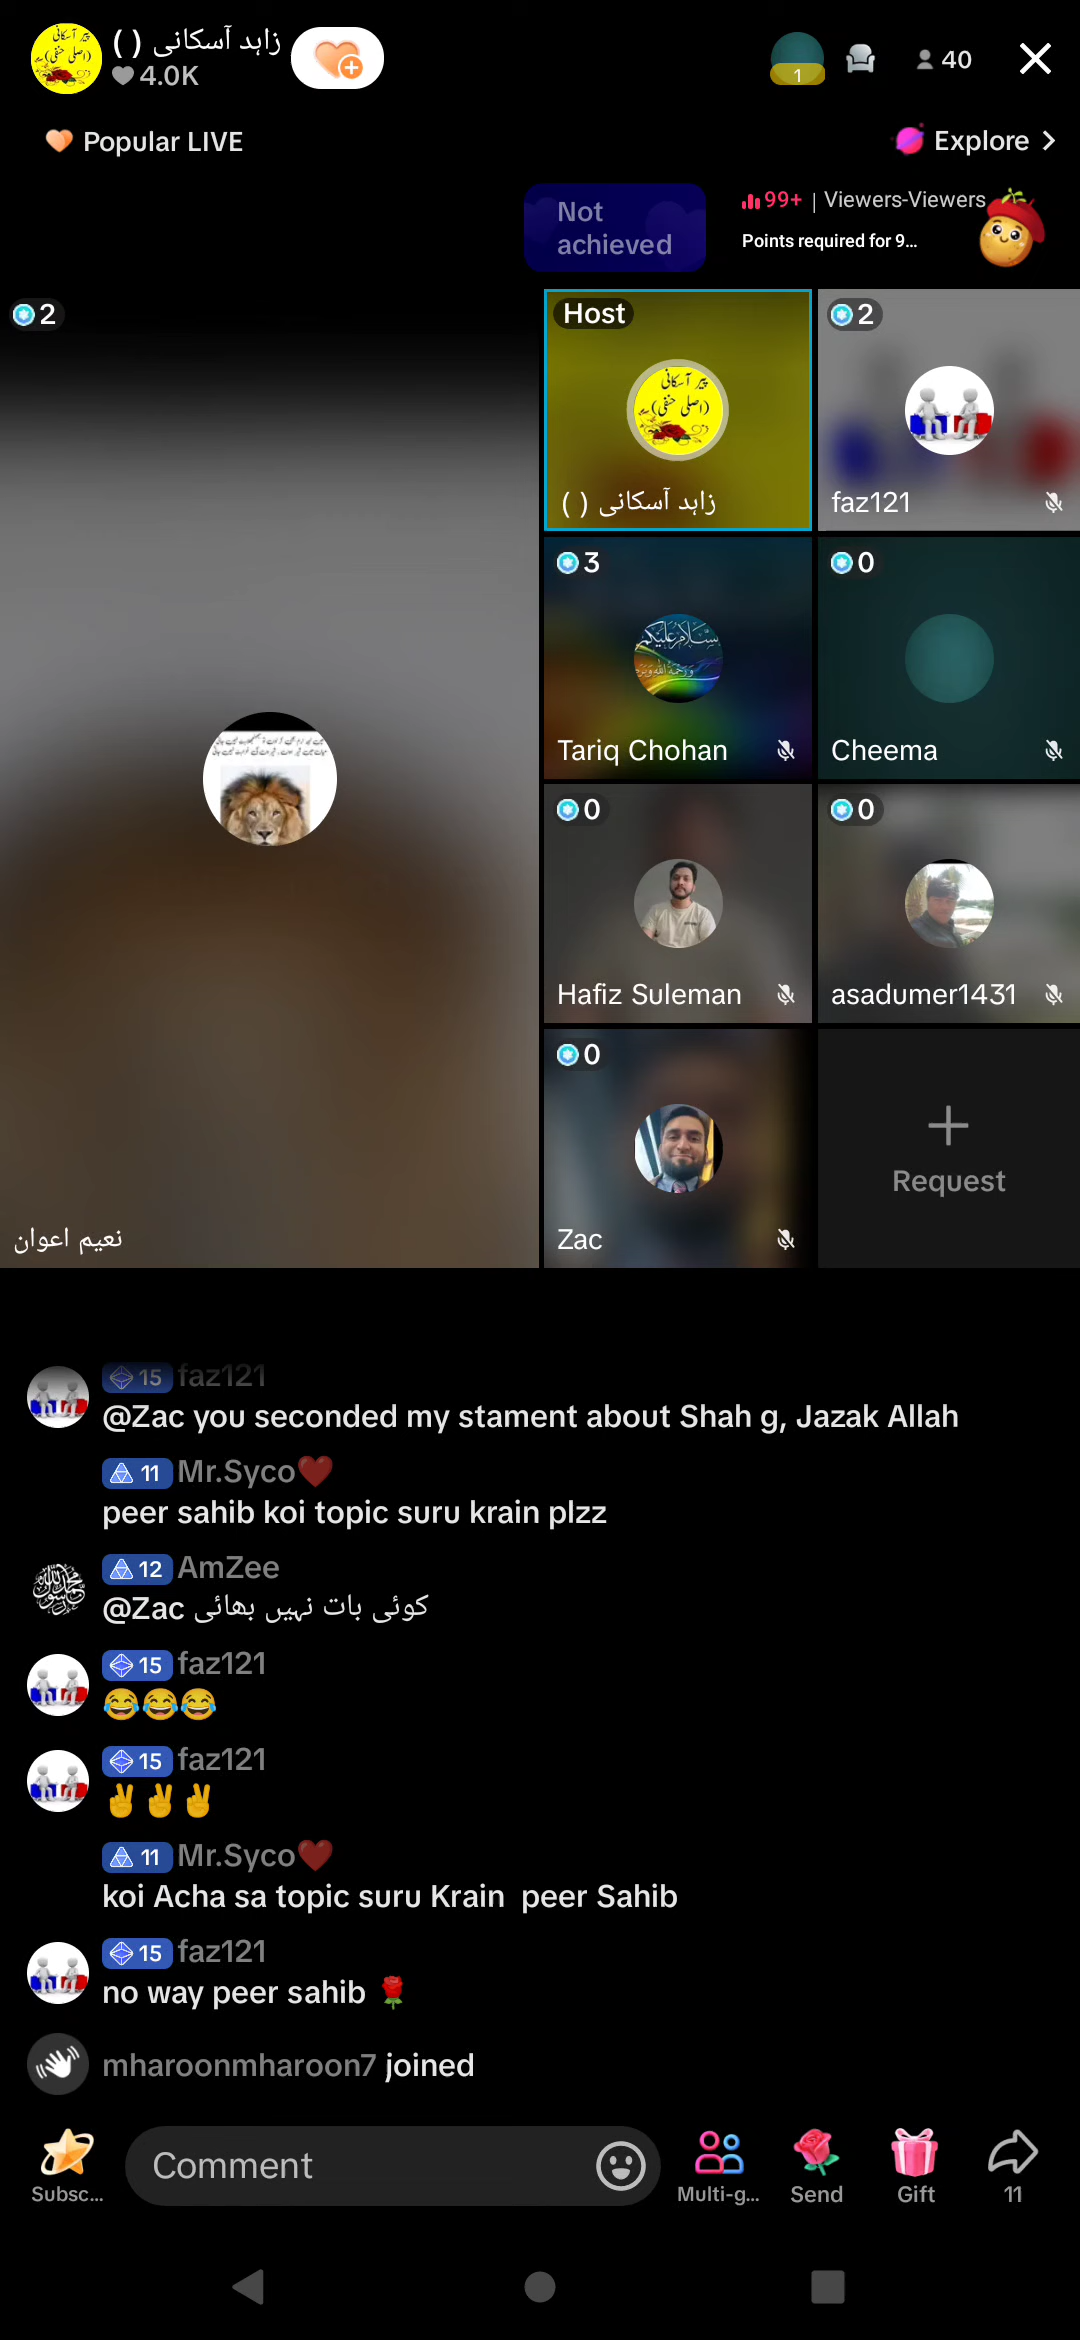 زاہد آسکانی ( )
4.0K
1
40
Popular LIVE
Explore
Not
achieved
99+ | Viewers-Viewers
Points required for 9...
2
Host
پیر آسکانی
(اصلی حنفی)
زاہد آسکانی ( )
2
faz121
3
Tariq Chohan
0
Cheema
0
Hafiz Suleman
0
asadumer1431
0
Zac
Request
نعیم اعوان
15 faz121
@Zac you seconded my stament about Shah g, Jazak Allah
11 Mr.Syco❤️
peer sahib koi topic suru krain plzz
12 AmZee
@Zac کوئی بات نہیں بھائی
15 faz121
😂😂😂
15 faz121
✌️✌️✌️
11 Mr.Syco❤️
koi Acha sa topic suru Krain peer Sahib
15 faz121
no way peer sahib 🌹
mharoonmharoon7 joined
Comment
Subsc...
Multi-g...
Send
Gift
11